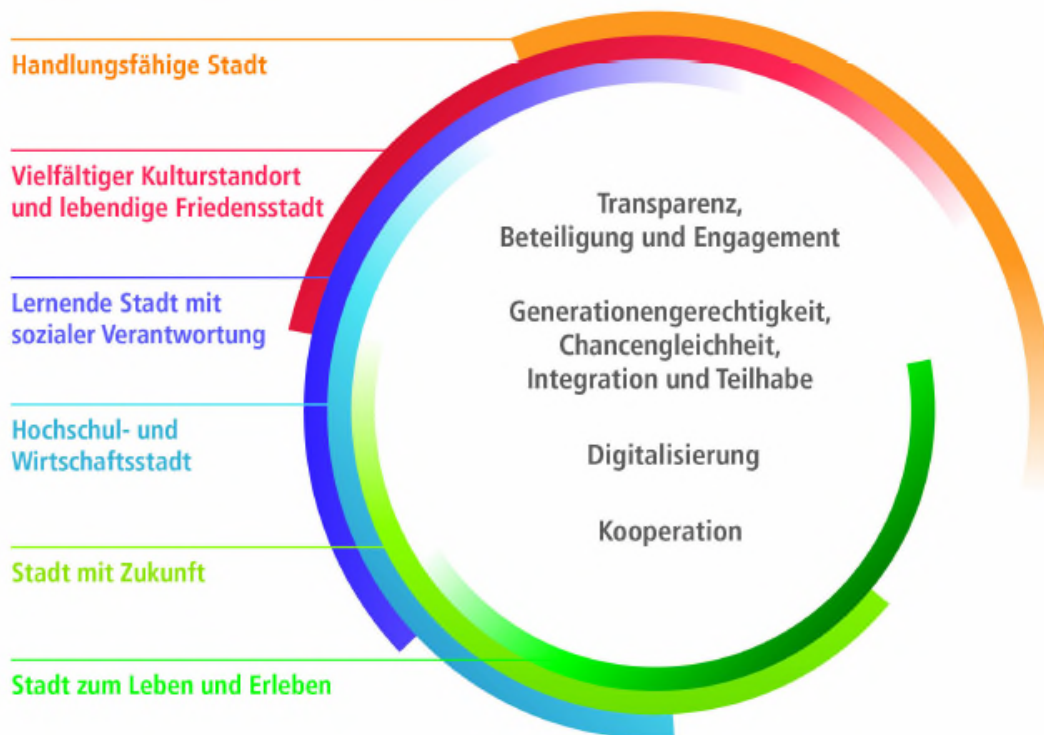 Handlungsfähige Stadt
Vielfältiger Kulturstandort
und lebendige Friedensstadt
Lernende Stadt mit
sozialer Verantwortung
Hochschul- und
Wirtschaftsstadt
Stadt mit Zukunft
Stadt zum Leben und Erleben
Transparenz,
Beteiligung und Engagement
Generationengerechtigkeit,
Chancengleichheit,
Integration und Teilhabe
Digitalisierung
Kooperation